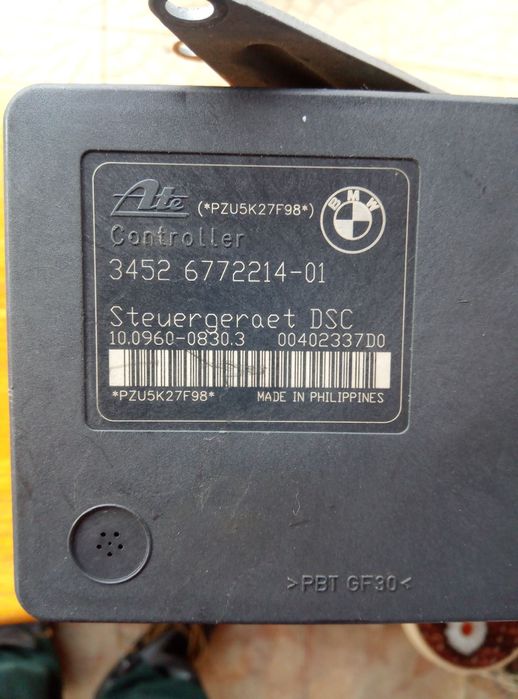 Ate (*PZU5K27F98*) BMW
Controller
3452 6772214-01
Steuergeraet DSC
10.0960-0830.3 00402337D0
*PZU5K27F98* MADE IN PHILIPPINES
>PBT GF30<